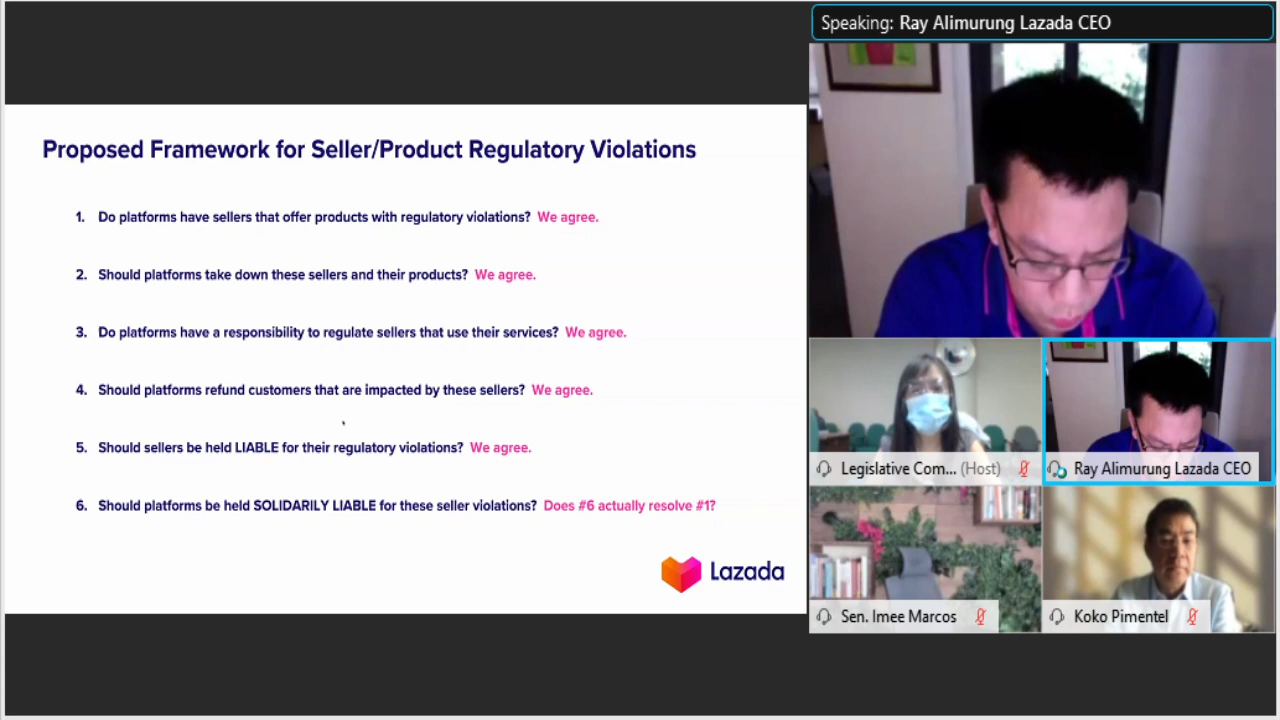 Speaking: Ray Alimurung Lazada CEO
Proposed Framework for Seller/Product Regulatory Violations
1. Do platforms have sellers that offer products with regulatory violations? We agree.
2. Should platforms take down these sellers and their products? We agree.
3. Do platforms have a responsibility to regulate sellers that use their services? We agree.
4. Should platforms refund customers that are impacted by these sellers? We agree.
5. Should sellers be held LIABLE for their regulatory violations? We agree.
6. Should platforms be held SOLIDARILY LIABLE for these seller violations? Does #6 actually resolve #1?
Lazada
Legislative Com... (Host)
Ray Alimurung Lazada CEO
Sen. Imee Marcos
Koko Pimentel